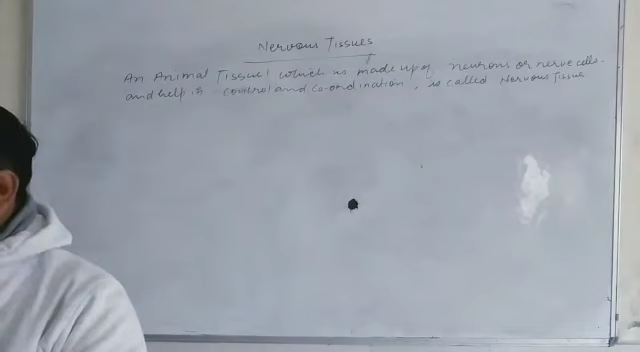 Nervous Tissues
An Animal Tissue! which is made up of neurons or nerve cells.
and help in control and co-ordination, is called Nervous Tissue